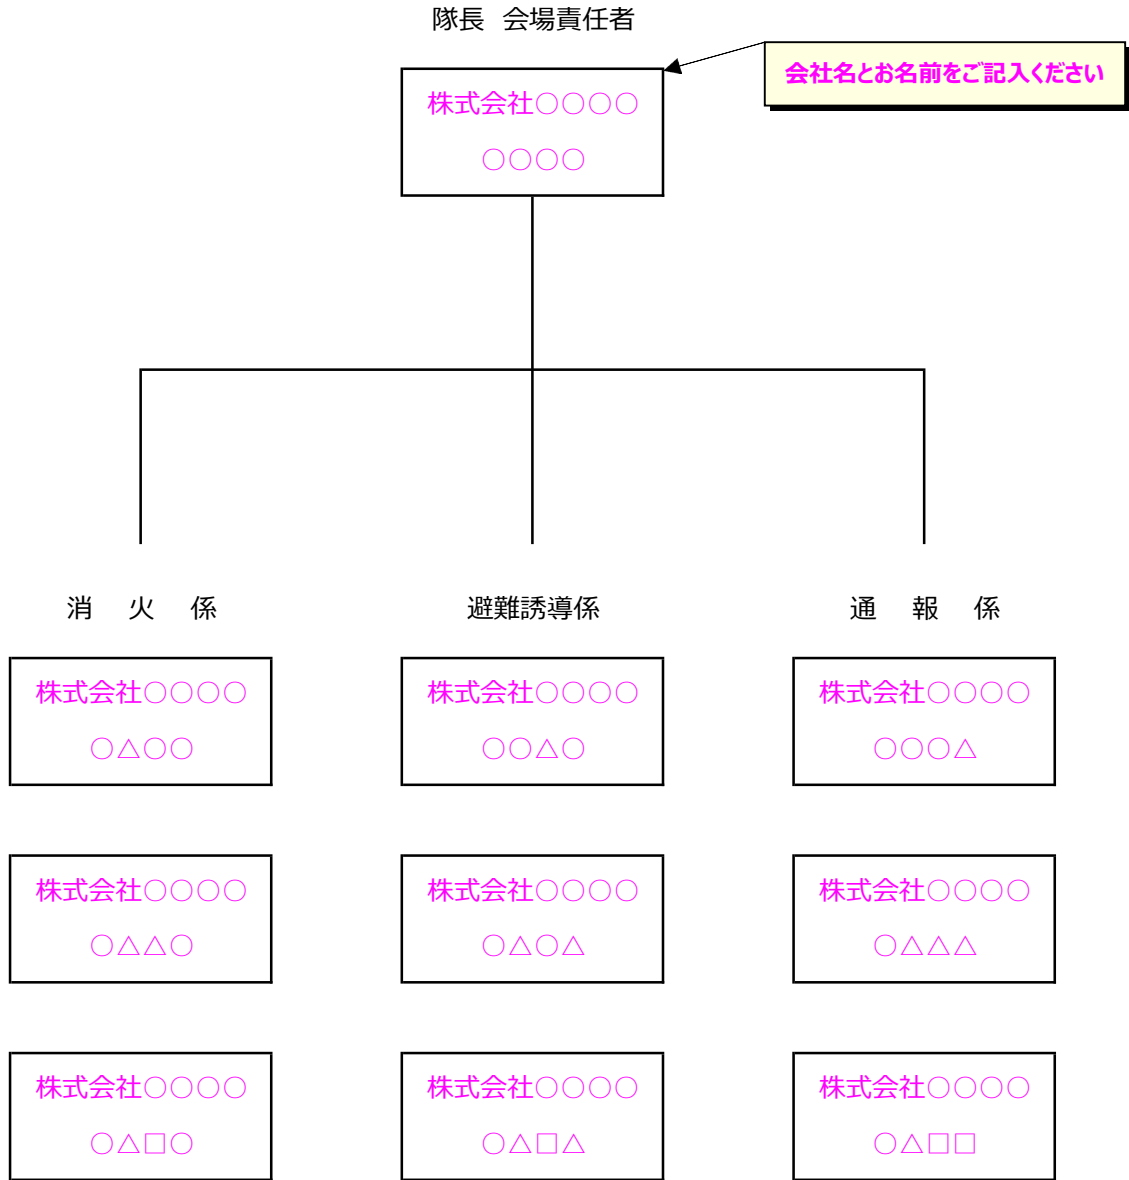 隊長 会場責任者
会社名とお名前をご記入ください
株式会社○○○○
○○○○
消 火 係
避難誘導係
通 報 係
株式会社○○○○
○△○○
株式会社○○○○
○○△○
株式会社○○○○
○○○△
株式会社○○○○
○△△○
株式会社○○○○
○△○△
株式会社○○○○
○△△△
株式会社○○○○
○△□○
株式会社○○○○
○△□△
株式会社○○○○
○△□□